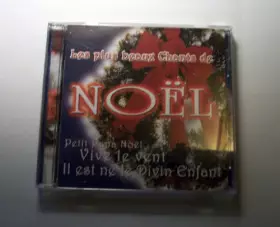 Les plus beaux Chants de
NOËL
Petit Papa Noël
Vive le vent
Il est né le Divin Enfant